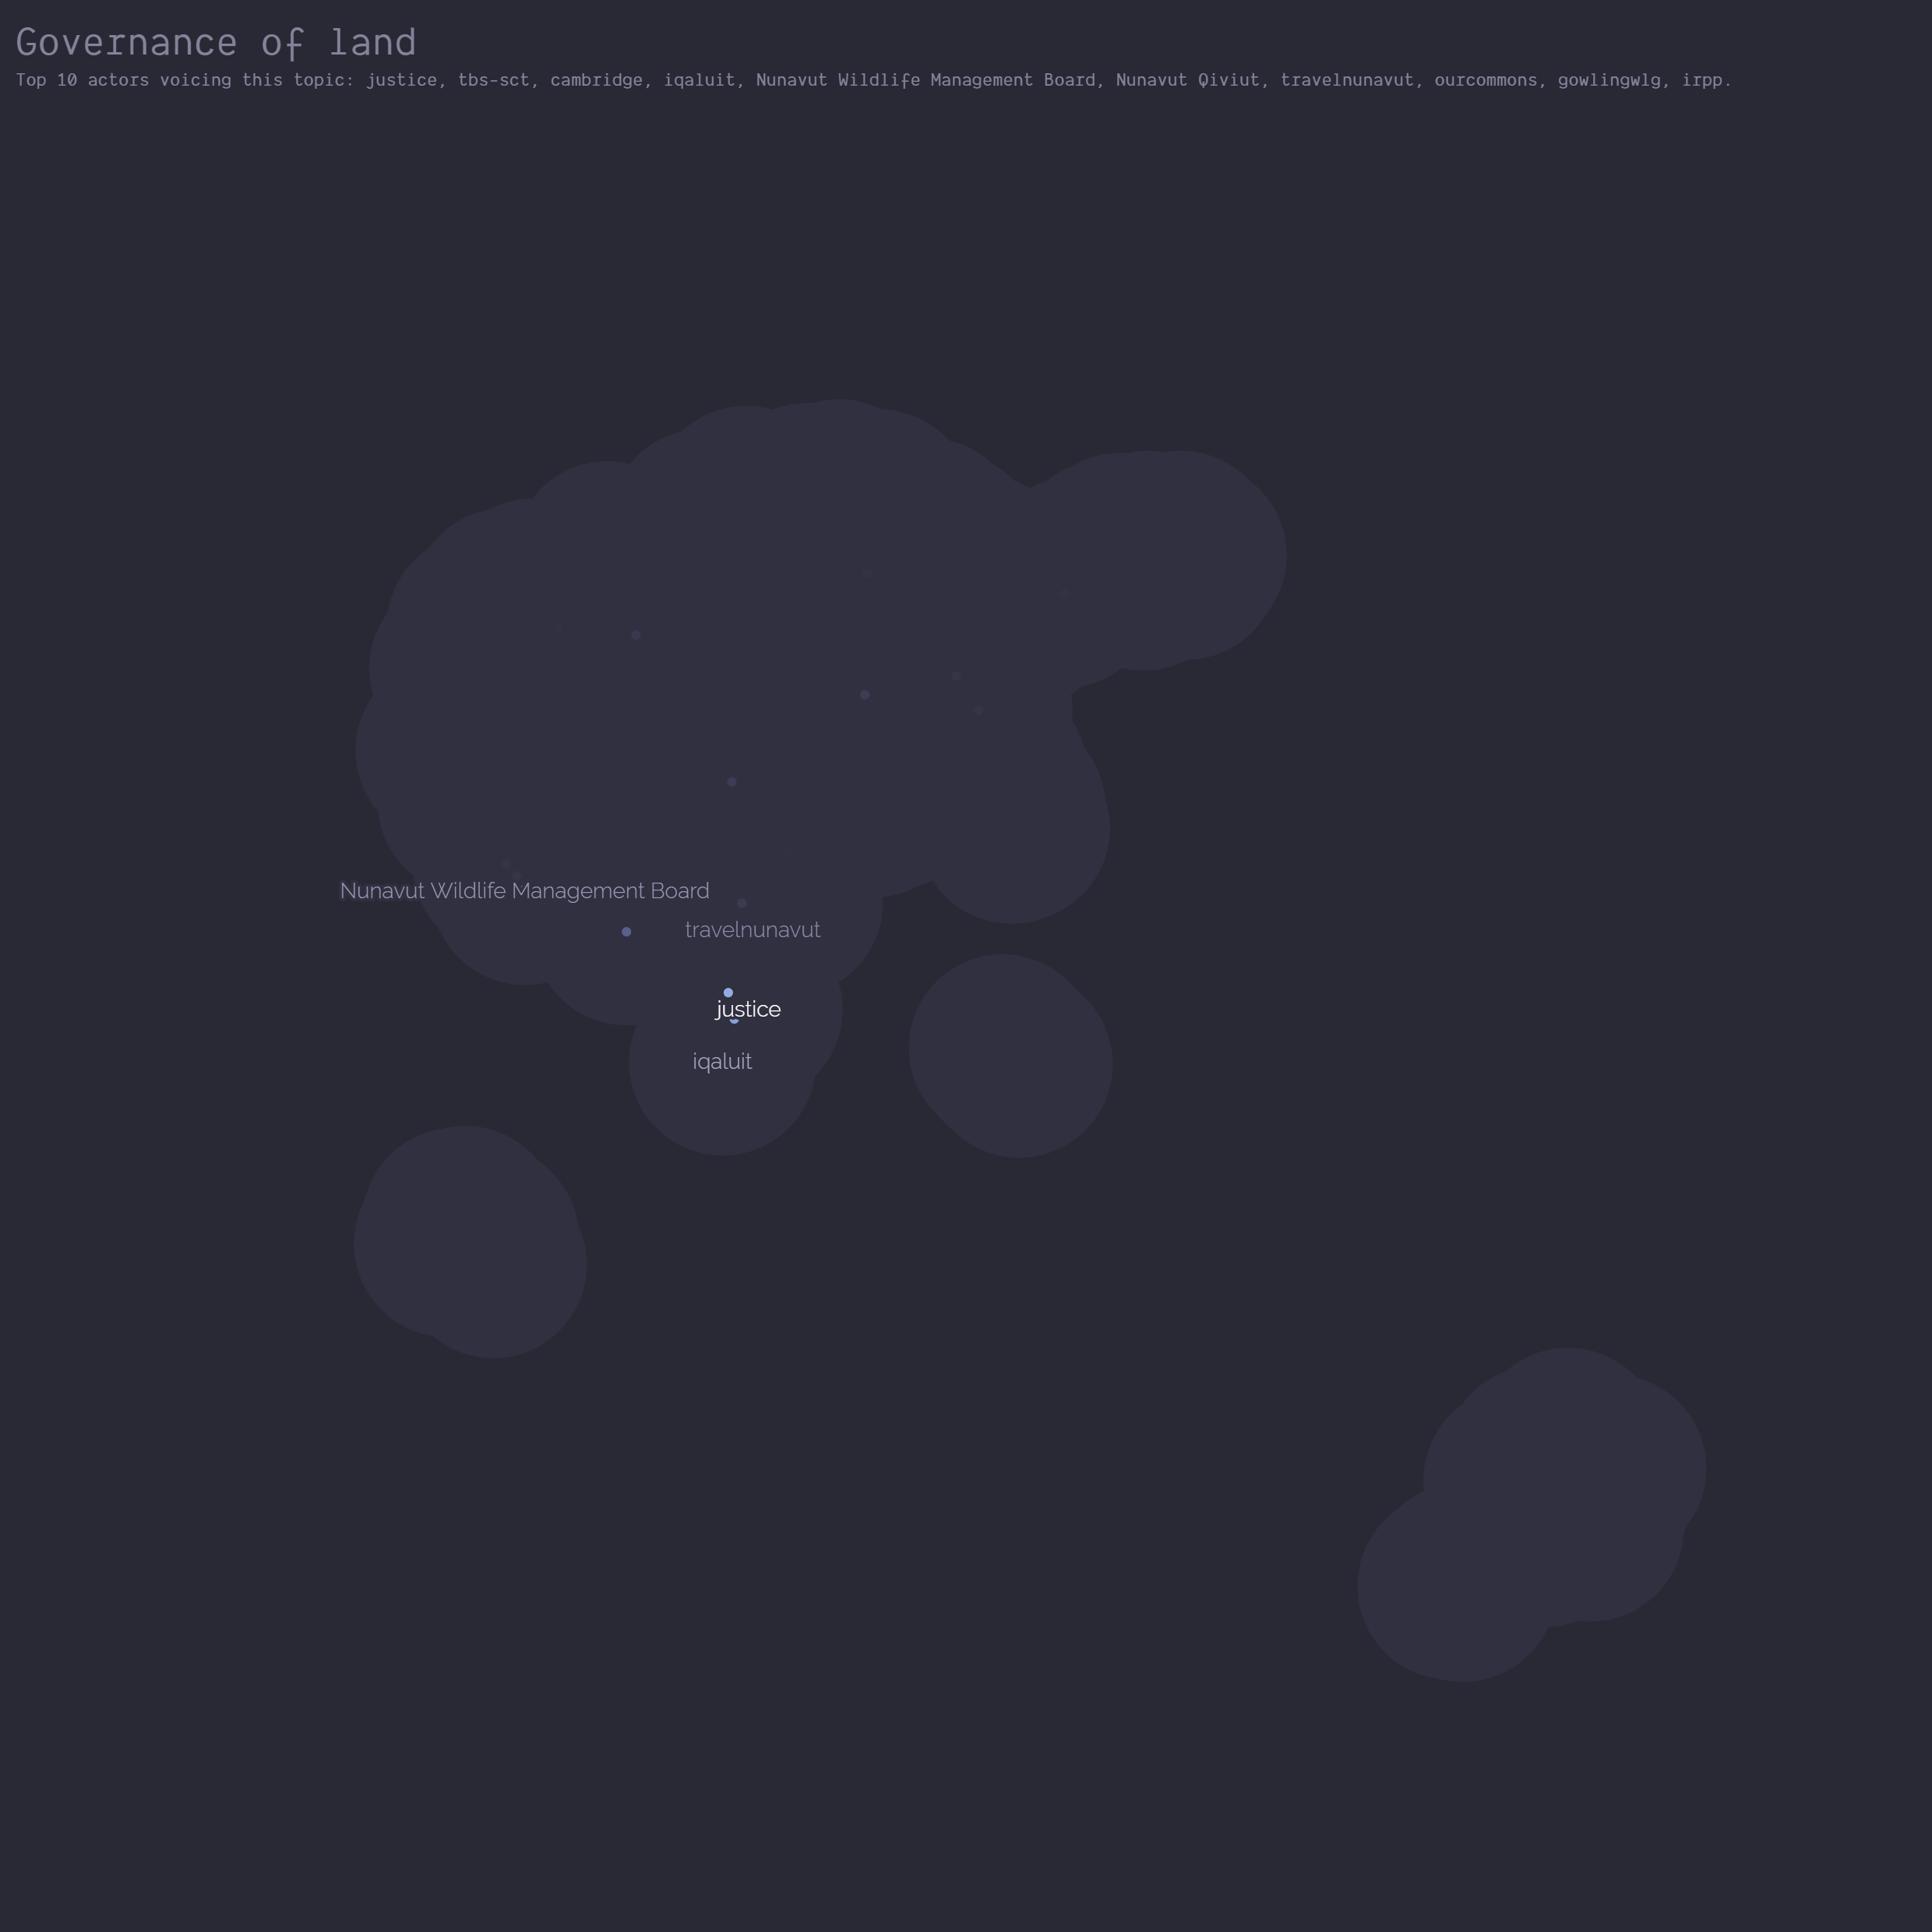 Governance of land
Top 10 actors voicing this topic: justice, tbs-sct, cambridge, iqaluit, Nunavut Wildlife Management Board, Nunavut Qiviut, travelnunavut, ourcommons, gowlingwlg, irpp.
Nunavut Wildlife Management Board
travelnunavut
justice
iqaluit